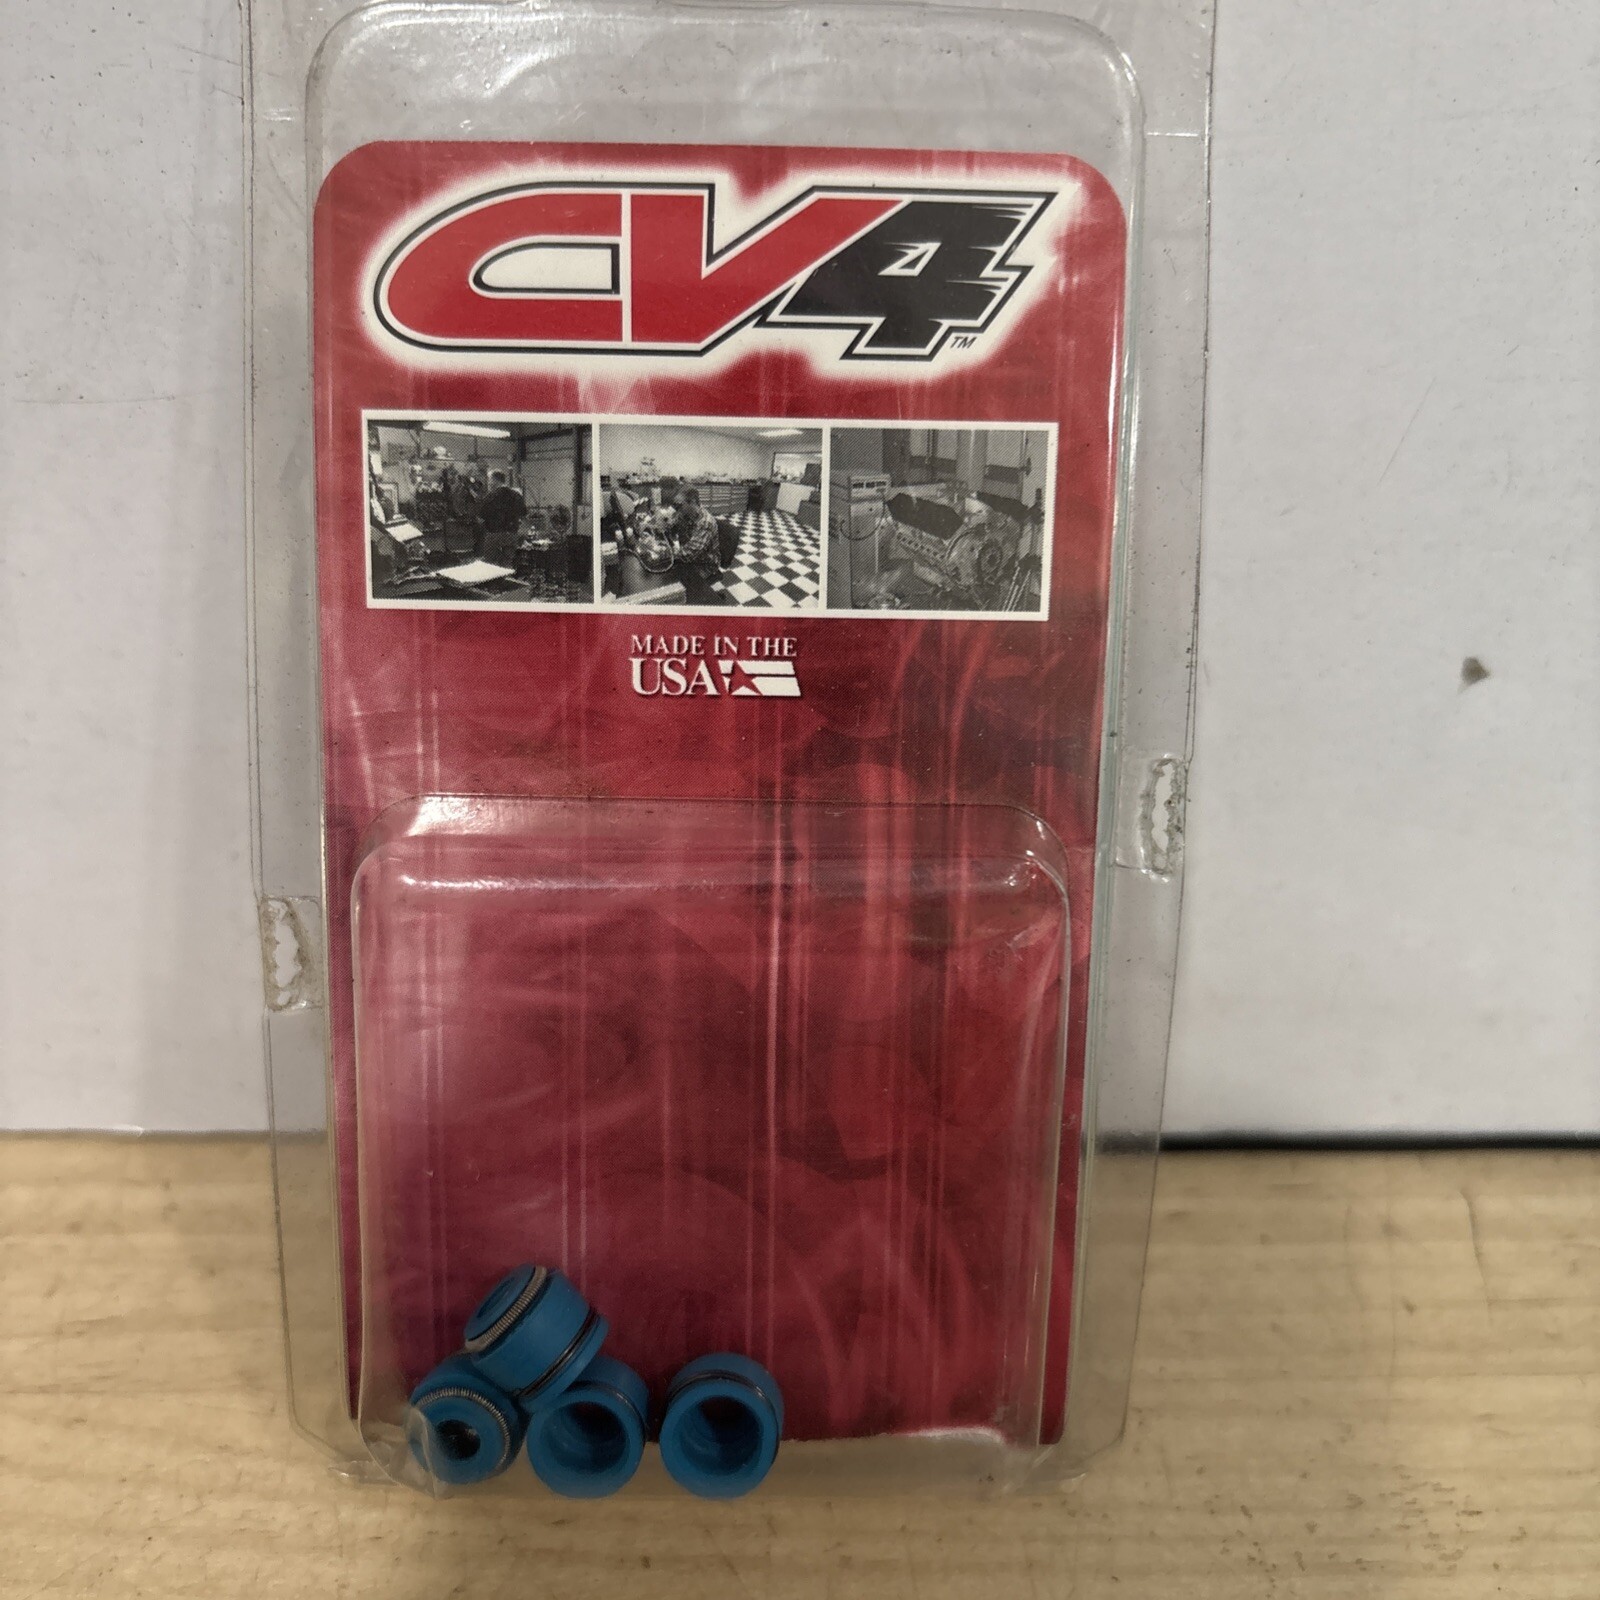 CV4 ™
MADE IN THE
USA